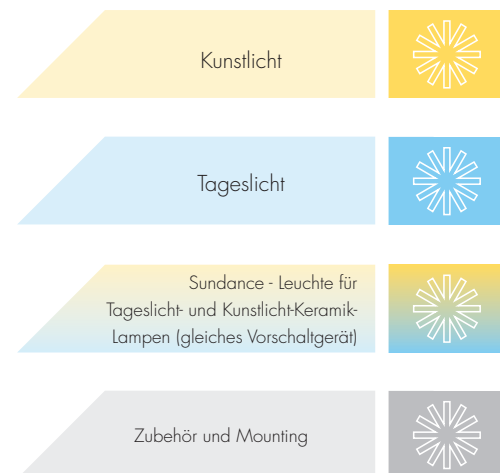 Kunstlicht
Tageslicht
Sundance - Leuchte für
Tageslicht- und Kunstlicht-Keramik-
Lampen (gleiches Vorschaltgerät)
Zubehör und Mounting